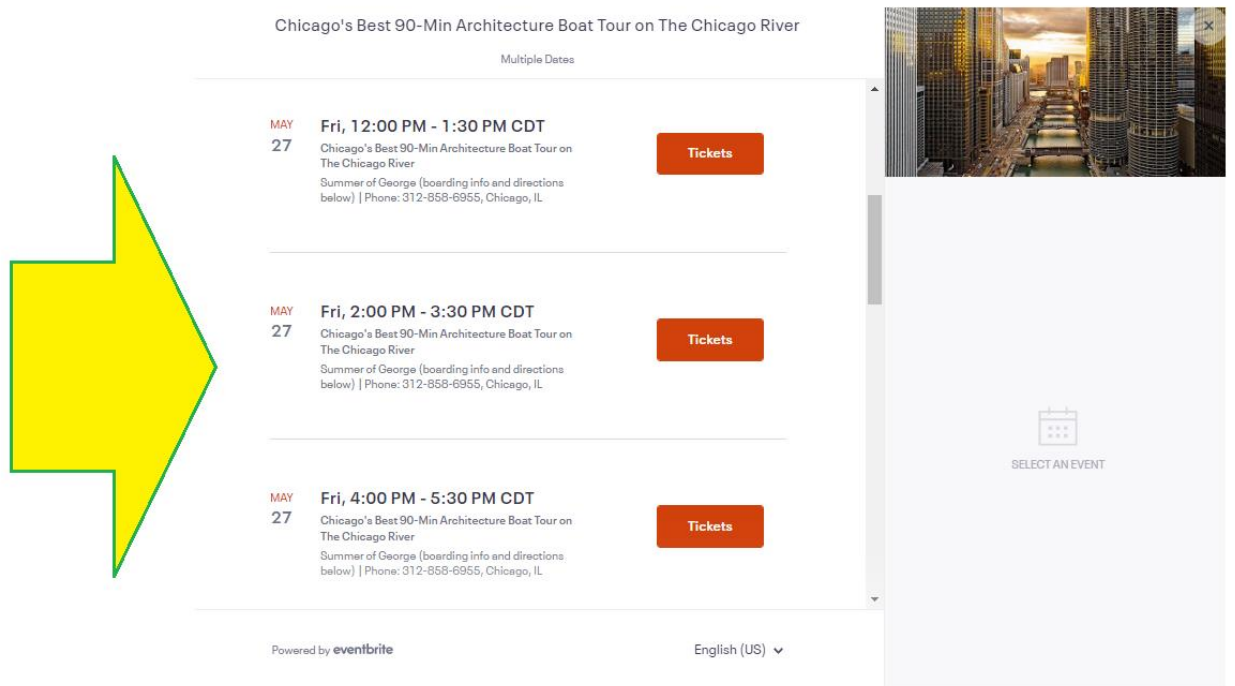 Chicago's Best 90-Min Architecture Boat Tour on The Chicago River
Multiple Dates
MAY
27
Fri, 12:00 PM - 1:30 PM CDT
Chicago's Best 90-Min Architecture Boat Tour on
The Chicago River
Summer of George (boarding info and directions
below) | Phone: 312-858-6955, Chicago, IL
Tickets
MAY
27
Fri, 2:00 PM - 3:30 PM CDT
Chicago's Best 90-Min Architecture Boat Tour on
The Chicago River
Summer of George (boarding info and directions
below) | Phone: 312-858-6955, Chicago, IL
Tickets
MAY
27
Fri, 4:00 PM - 5:30 PM CDT
Chicago's Best 90-Min Architecture Boat Tour on
The Chicago River
Summer of George (boarding info and directions
below) | Phone: 312-858-6955, Chicago, IL
Tickets
SELECT AN EVENT
Powered by eventbrite
English (US)